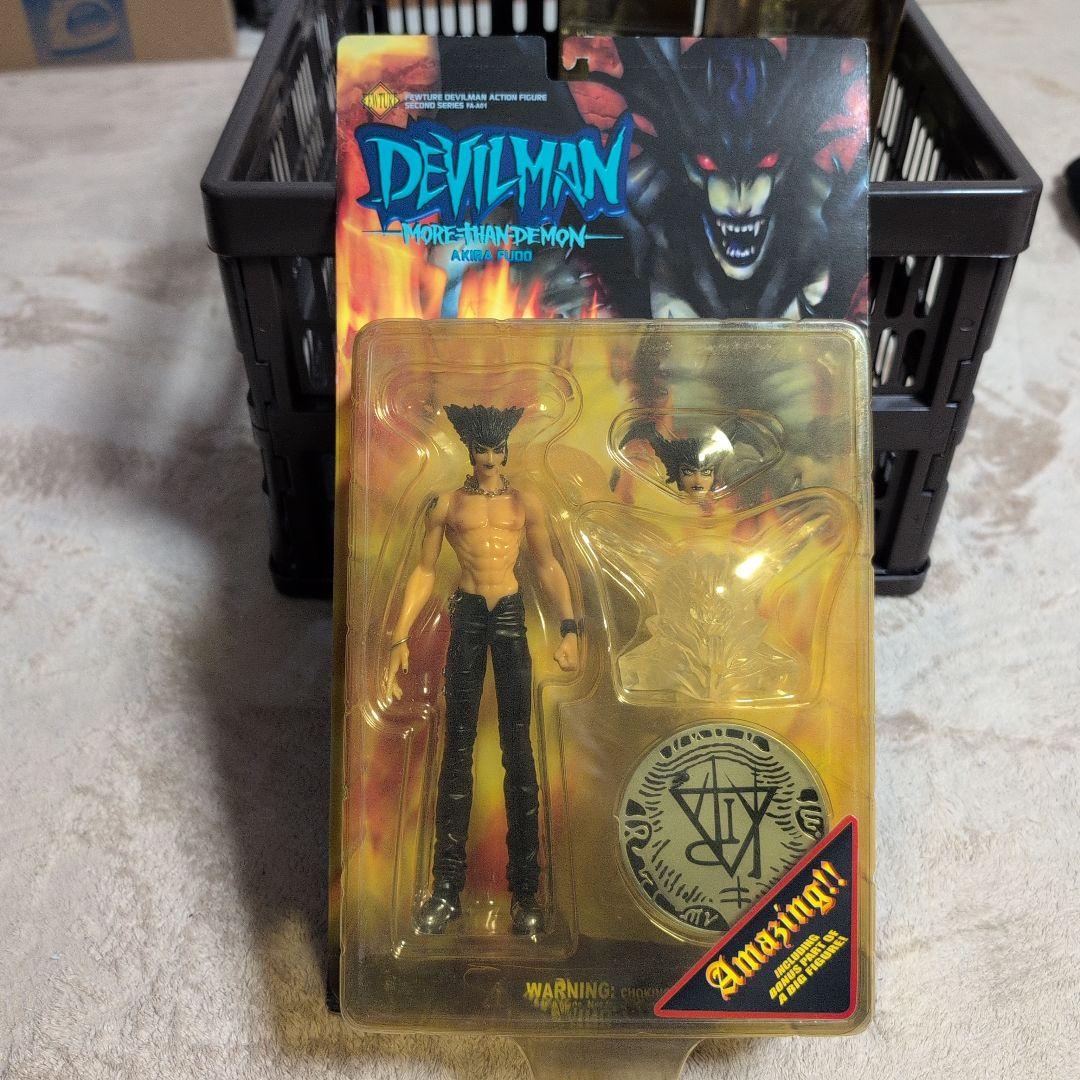 FEWTURE
FEWTURE DEVILMAN ACTION FIGURE
SECOND SERIES FA-A01
DEVILMAN
MORE THAN DEMON
AKIRA FUDO
Amazing!!
INCLUDING
BONUS PART OF
A BIG FIGURE!
WARNING: